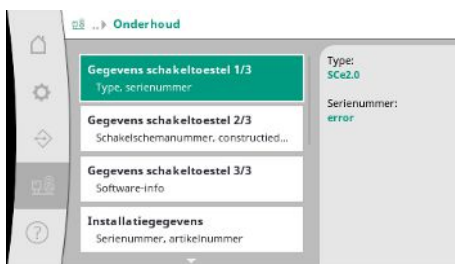 ..▸ Onderhoud
Gegevens schakeltoestel 1/3
Type, serienummer
Gegevens schakeltoestel 2/3
Schakelschemanummer, constructied...
Gegevens schakeltoestel 3/3
Software-info
Installatiegegevens
Serienummer, artikelnummer
Type:
SCe2.0
Serienummer:
error